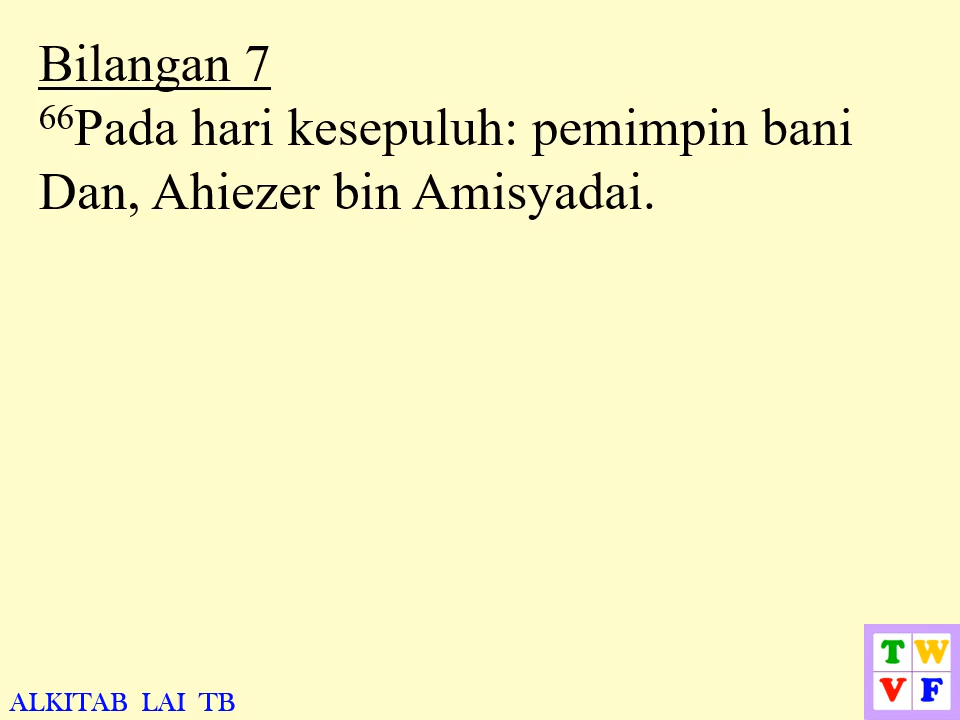 Bilangan 7
66Pada hari kesepuluh: pemimpin bani
Dan, Ahiezer bin Amisyadai.
T W
V F
ALKITAB LAI TB